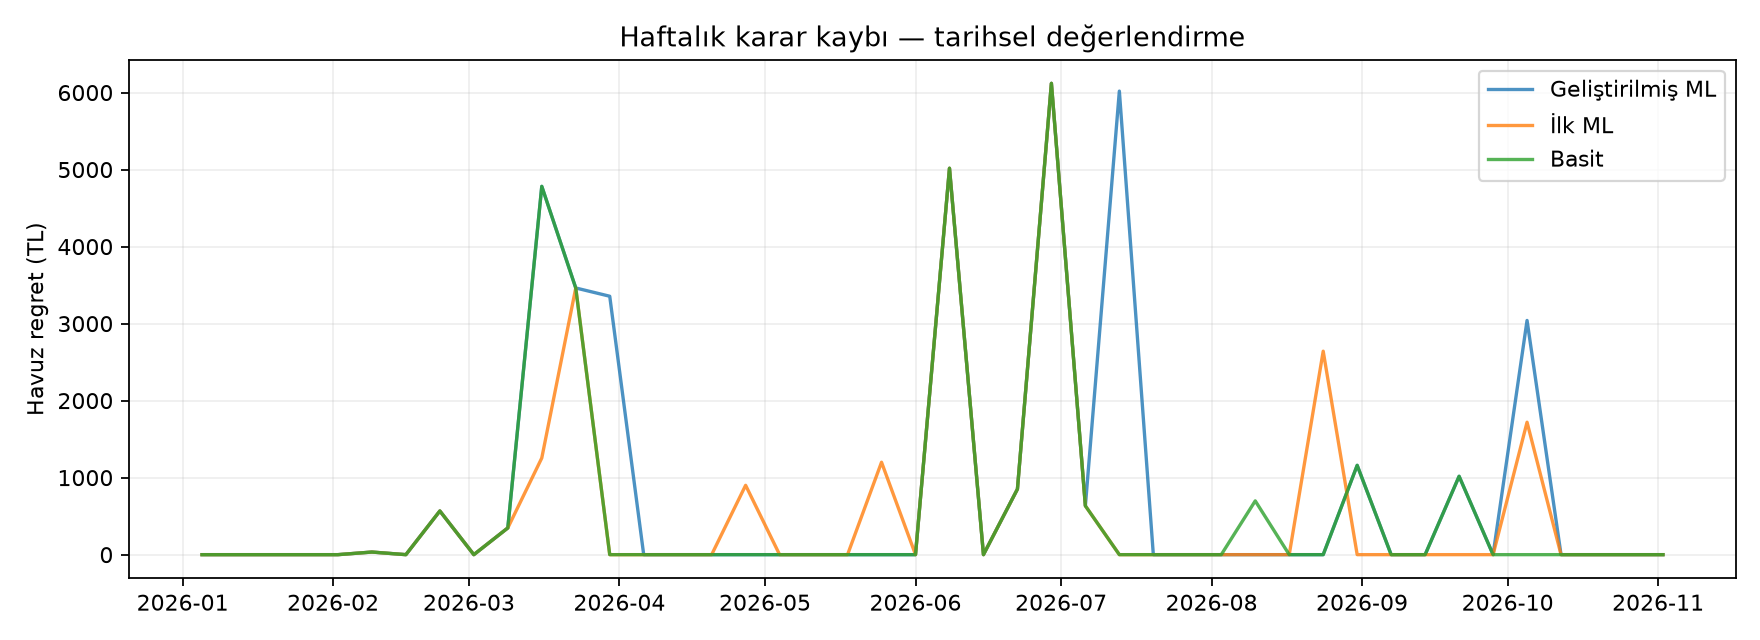 Haftalık karar kaybı — tarihsel değerlendirme
Havuz regret (TL)
6000
5000
4000
3000
2000
1000
0
Geliştirilmiş ML
İlk ML
Basit
2026-01 2026-02 2026-03 2026-04 2026-05 2026-06 2026-07 2026-08 2026-09 2026-10 2026-11